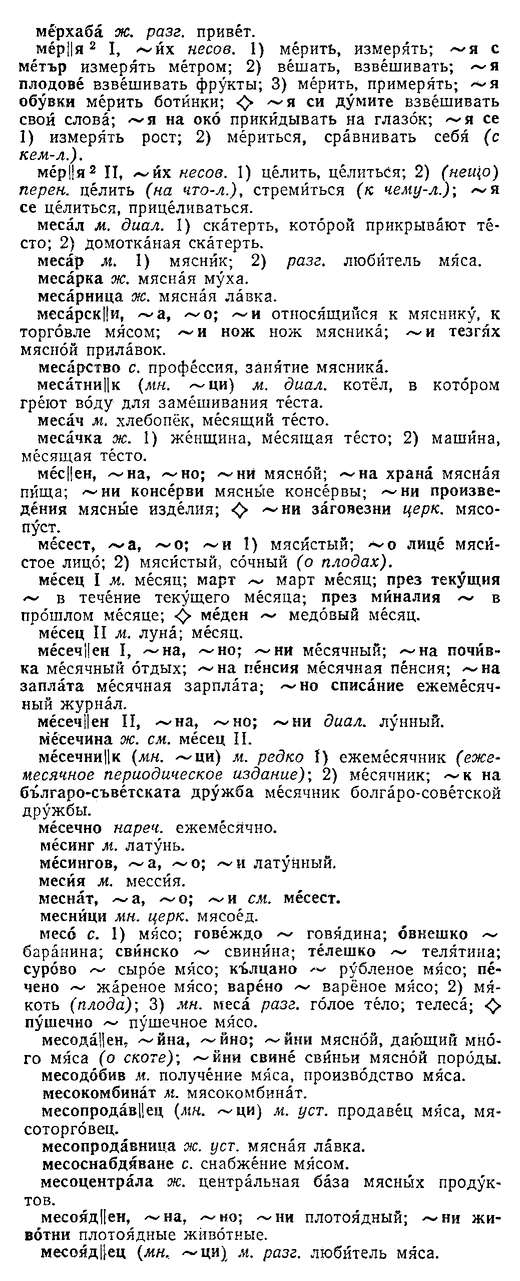 мерхаба́ ж. разг. приве́т.
ме́р||я ² I, ~их несов. 1) ме́рить, измеря́ть; ~я с
ме́тър измеря́ть ме́тром; 2) ве́шать, взве́шивать; ~я
плодове́ взве́шивать фру́кты; 3) ме́рить, примеря́ть; ~я
обу́вки ме́рить боти́нки; ◇ ~я си ду́мите взве́шивать
свои́ слова́; ~я на око́ прики́дывать на глазо́к; ~я се
1) измеря́ть рост; 2) ме́риться, сра́внивать себя́ (с
кем-л.).
ме́р||я ² II, ~их несов. 1) це́лить, це́литься; 2) (нещо)
перен. це́лить (на что-л.), стреми́ться (к чему-л.); ~я
се це́литься, прице́ливаться.
меса́л м. диал. 1) ска́терть, кото́рой прикрыва́ют те́-
сто; 2) домотка́ная ска́терть.
меса́р м. 1) мясни́к; 2) разг. люби́тель мя́са.
меса́рка ж. мясна́я му́ха.
меса́рница ж. мясна́я ла́вка.
меса́рск||и, ~а, ~о; ~и относя́щийся к мяснику́, к
торго́вле мя́сом; ~и нож нож мясника́; ~и тезгя́х
мясно́й прила́вок.
меса́рство с. профе́ссия, заня́тие мясника́.
меса́тни||к (мн. ~ци) м. диал. котёл, в кото́ром
гре́ют во́ду для заме́шивания те́ста.
меса́ч м. хлебопёк, меся́щий те́сто.
меса́чка ж. 1) же́нщина, меся́щая те́сто; 2) маши́на,
меся́щая те́сто.
ме́с||ен, ~на, ~но; ~ни мясно́й; ~на храна́ мясна́я
пи́ща; ~ни консе́рви мясны́е консе́рвы; ~ни произве-
де́ния мясны́е изде́лия; ◇ ~ни за́говезни церк. мясо-
пу́ст.
ме́сест, ~а, ~о; ~и 1) мяси́стый; ~о лице́ мяси́-
стое лицо́; 2) мяси́стый, со́чный (о плодах).
ме́сец I м. ме́сяц; март ~ март ме́сяц; през теку́щия
~ в тече́ние теку́щего ме́сяца; през ми́налия ~ в
про́шлом ме́сяце; ◇ ме́ден ~ медо́вый ме́сяц.
ме́сец II м. луна́; ме́сяц.
ме́сеч||ен I, ~на, ~но; ~ни ме́сячный; ~на почи́в-
ка ме́сячный о́тдых; ~на пе́нсия ме́сячная пе́нсия; ~на
запла́та ме́сячная зарпла́та; ~но списа́ние ежеме́сяч-
ный журна́л.
ме́сеч||ен II, ~на, ~но; ~ни диал. лу́нный.
ме́сечина ж. см. ме́сец II.
ме́сечни||к (мн. ~ци) м. редко 1) ежеме́сячник (еже-
месячное периодическое издание); 2) ме́сячник; ~к на
бъ́лгаро-съве́тската дру́жба ме́сячник болга́ро-сове́тской
дру́жбы.
ме́сечно нареч. ежеме́сячно.
ме́синг м. лату́нь.
ме́сингов, ~а, ~о; ~и лату́нный.
меси́я м. месси́я.
месна́т, ~а, ~о; ~и см. ме́сест.
месни́ци мн. церк. мясое́д.
месо́ с. 1) мя́со; гове́ждо ~ говя́дина; о́внешко ~
бара́нина; сви́нско ~ свини́на; те́лешко ~ теля́тина;
суро́во ~ сыро́е мя́со; къ́лцано ~ ру́бленое мя́со; пе́-
чено ~ жа́реное мя́со; варе́но ~ варёное мя́со; 2) мя́-
коть (плода); 3) мн. меса́ разг. го́лое те́ло; телеса́; ◇
пу́шечно ~ пу́шечное мя́со.
месода́||ен, ~йна, ~йно; ~йни мясно́й, даю́щий мно́-
го мя́са (о скоте); ~йни свине́ сви́ньи мясно́й поро́ды.
месодоби́в м. получе́ние мя́са, произво́дство мя́са.
месокомбина́т м. мясокомбина́т.
месопрода́в||ец (мн. ~ци) м. уст. продаве́ц мя́са, мя-
соторго́вец.
месопрода́вница ж. уст. мясна́я ла́вка.
месоснабдя́ване с. снабже́ние мя́сом.
месоцентра́ла ж. центра́льная ба́за мясны́х проду́к-
тов.
месоя́д||ен, ~на, ~но; ~ни плотоя́дный; ~ни жи-
во́тни плотоя́дные живо́тные.
месоя́д||ец (мн. ~ци) м. разг. люби́тель мя́са.